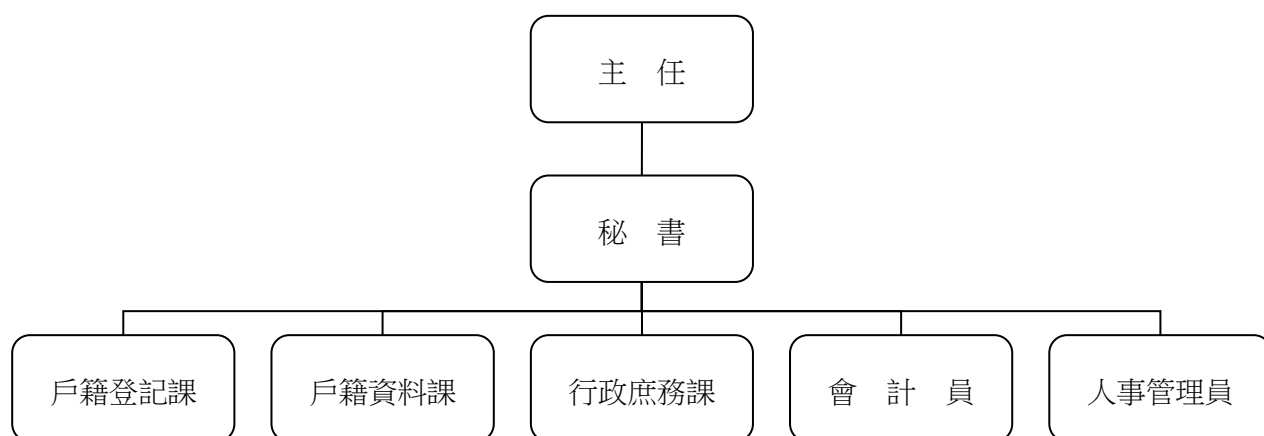 主　任
秘　書
戶籍登記課
戶籍資料課
行政庶務課
會　計　員
人事管理員